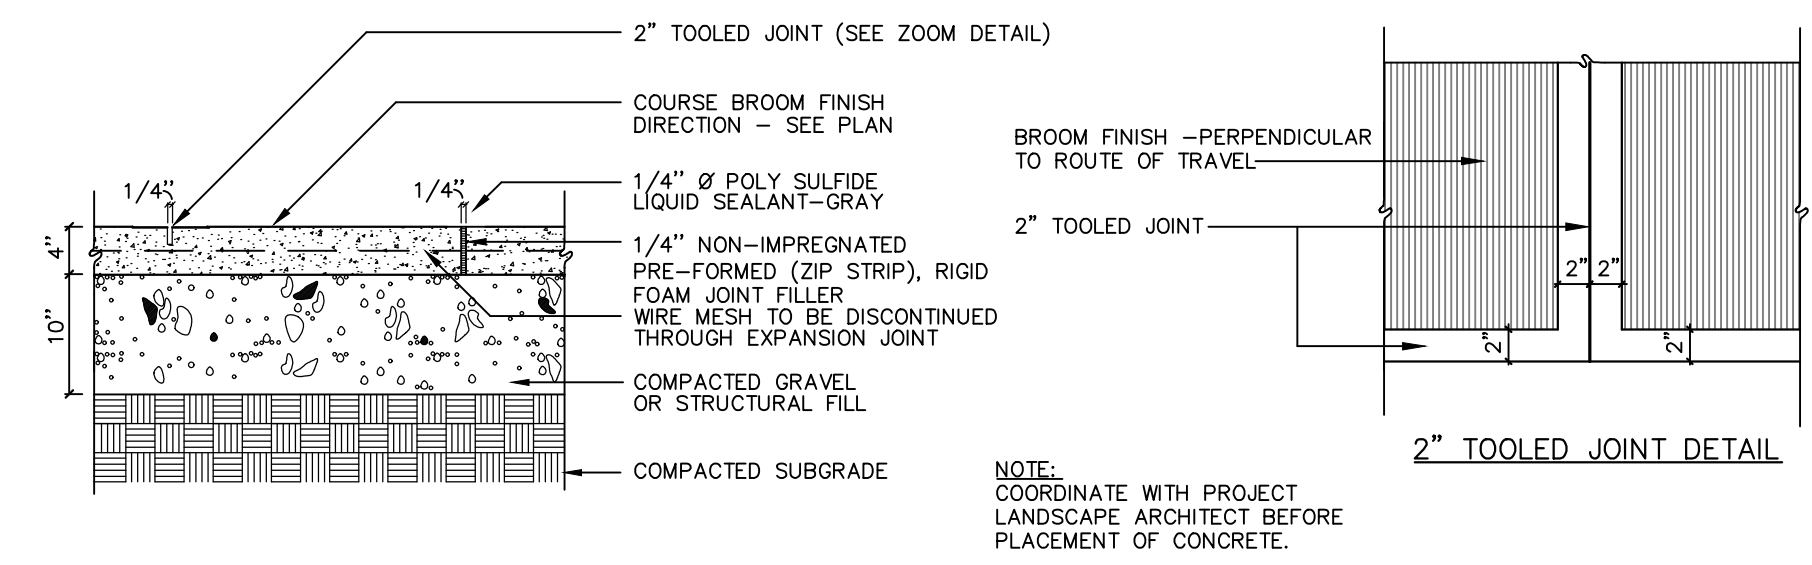 2” TOOLED JOINT (SEE ZOOM DETAIL)
COURSE BROOM FINISH
DIRECTION – SEE PLAN
1/4” Ø POLY SULFIDE
LIQUID SEALANT–GRAY
1/4” NON–IMPREGNATED
PRE–FORMED (ZIP STRIP), RIGID
FOAM JOINT FILLER
WIRE MESH TO BE DISCONTINUED
THROUGH EXPANSION JOINT
COMPACTED GRAVEL
OR STRUCTURAL FILL
COMPACTED SUBGRADE
1/4”
1/4”
4”
10”
BROOM FINISH –PERPENDICULAR
TO ROUTE OF TRAVEL
2” TOOLED JOINT
2”
2”
2”
2”
2” TOOLED JOINT DETAIL
NOTE:
COORDINATE WITH PROJECT
LANDSCAPE ARCHITECT BEFORE
PLACEMENT OF CONCRETE.